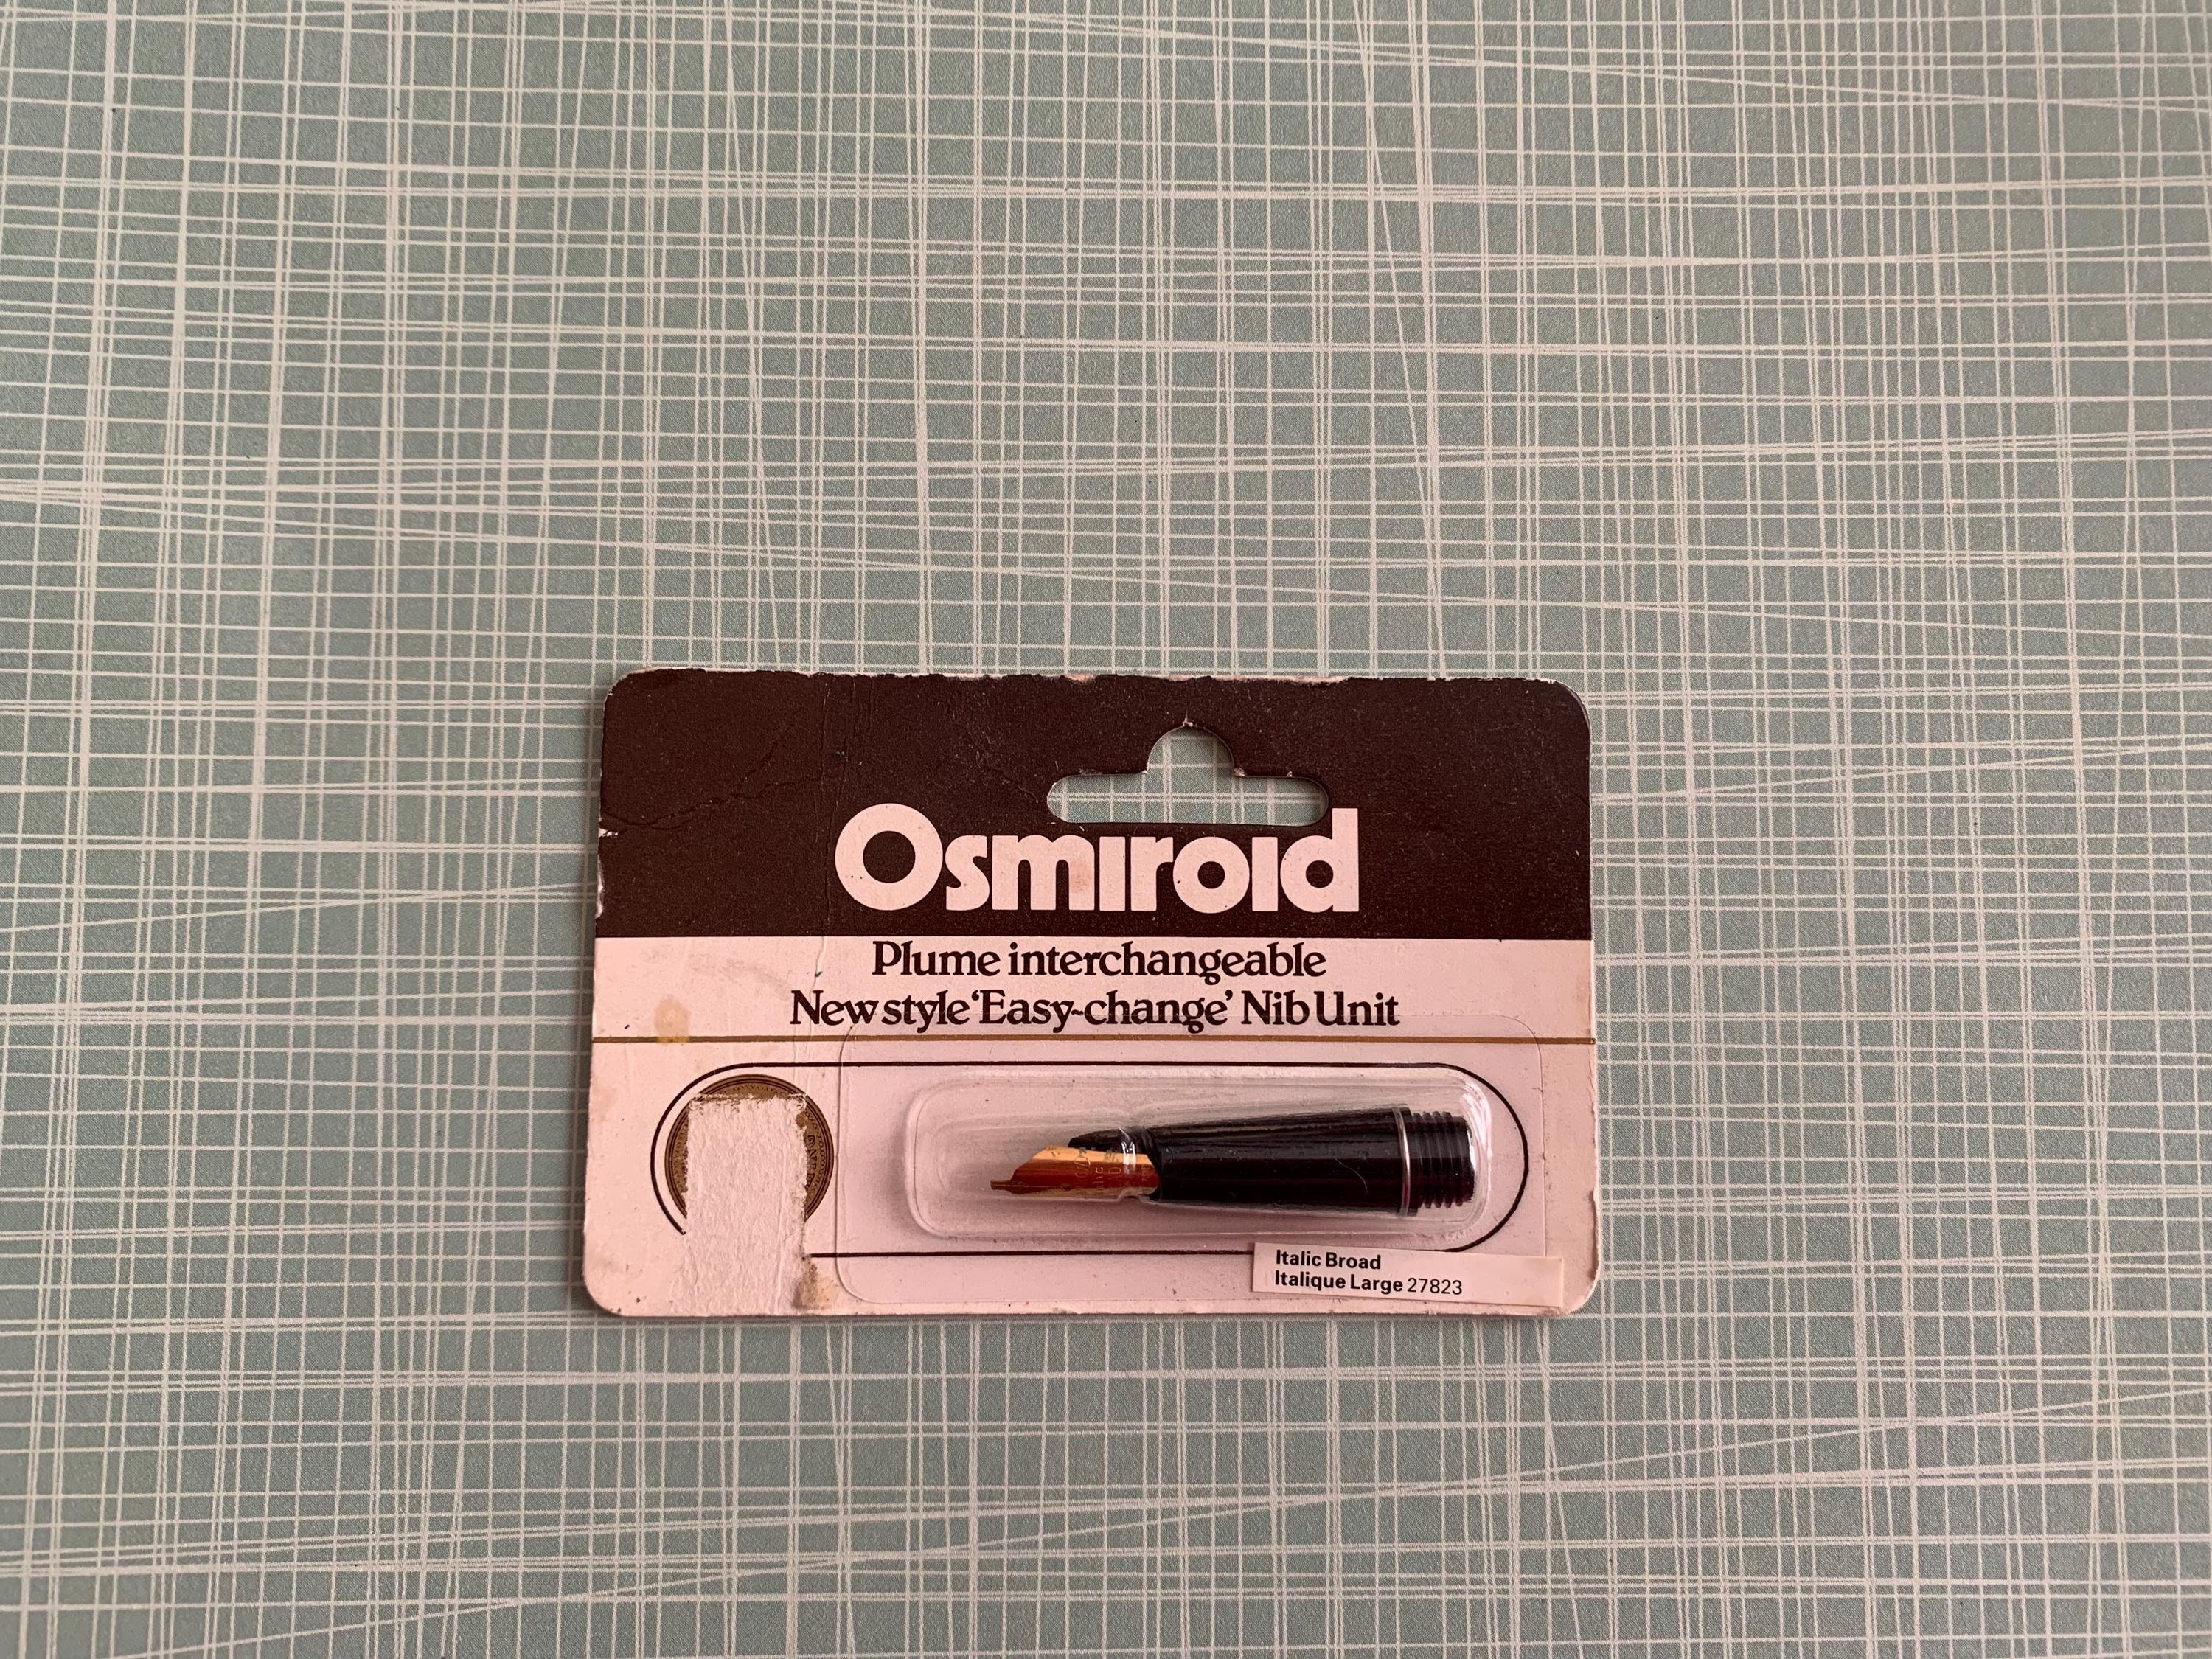 Osmiroid
Plume interchangeable
New style ‘Easy-change’ Nib Unit
Italic Broad
Italique Large 27823